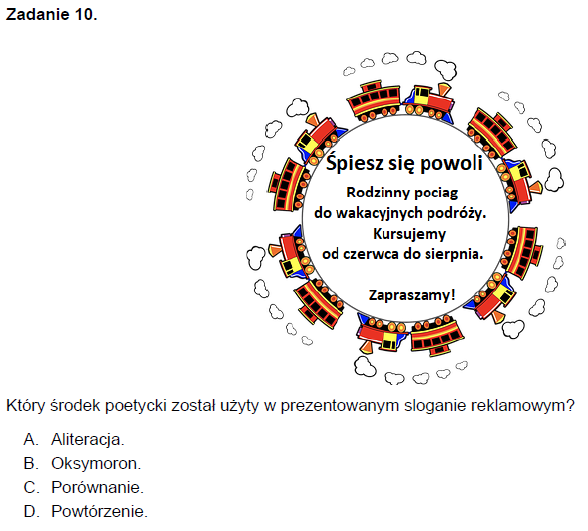 Zadanie 10.
Śpiesz się powoli
Rodzinny pociąg
do wakacyjnych podróży.
Kursujemy
od czerwca do sierpnia.
Zapraszamy!
Który środek poetycki został użyty w prezentowanym sloganie reklamowym?
A. Aliteracja.
B. Oksymoron.
C. Porównanie.
D. Powtórzenie.